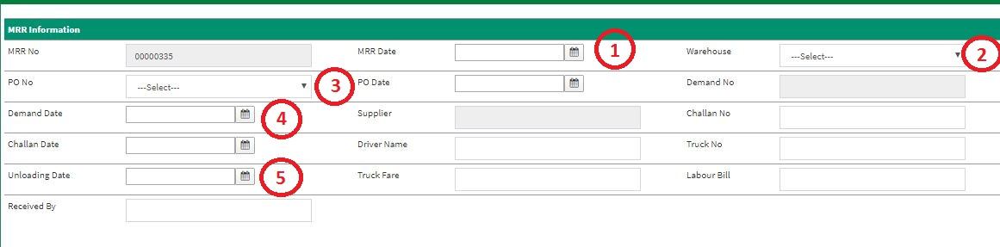 MRR Information
MRR No 00000335 MRR Date 1 Warehouse ---Select--- 2
PO No ---Select--- 3 PO Date Demand No
Demand Date 4 Supplier Challan No
Challan Date Driver Name Truck No
Unloading Date 5 Truck Fare Labour Bill
Received By